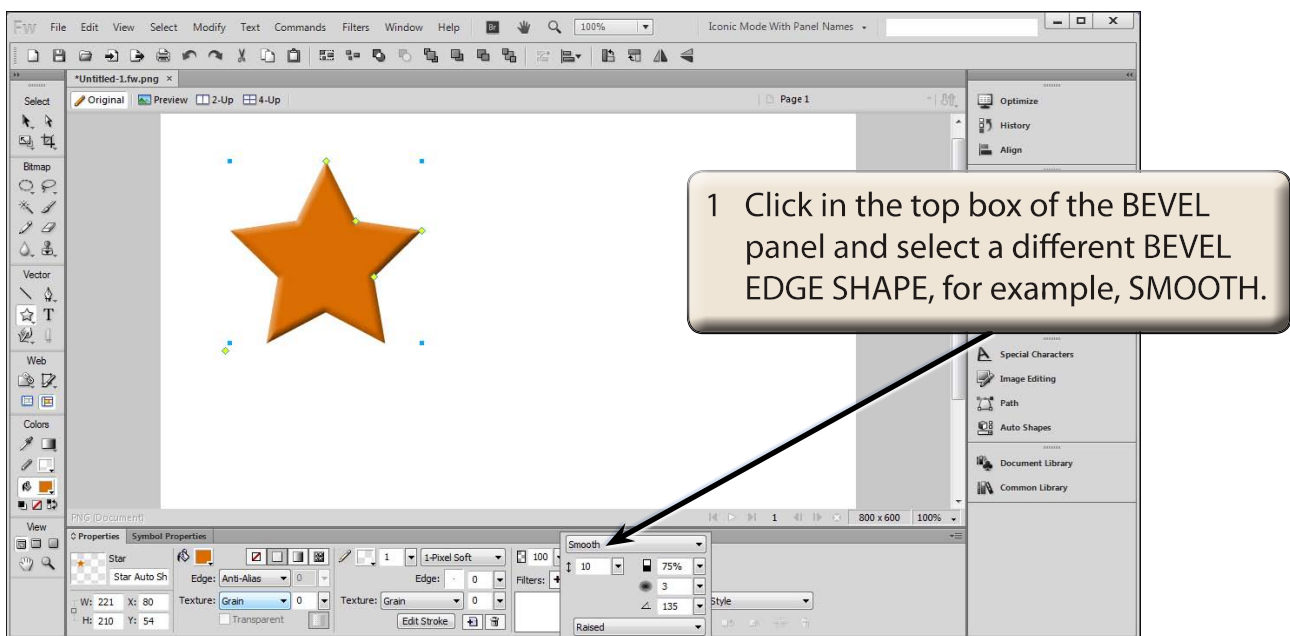 Fw File Edit View Select Modify Text Commands Filters Window Help Br 100% Iconic Mode With Panel Names
*Untitled-1.fw.png ×
Original Preview 2-Up 4-Up Page 1
Select
Bitmap
Vector
T
Web
Colors
View
Optimize
History
Align
1 Click in the top box of the BEVEL
panel and select a different BEVEL
EDGE SHAPE, for example, SMOOTH.
A Special Characters
Image Editing
Path
Auto Shapes
Document Library
Common Library
PNG (Document) 1 800 x 600 100%
Properties Symbol Properties
Star
Star Auto Sh
W: 221 X: 80
H: 210 Y: 54
Edge: Anti-Alias 0
Texture: Grain 0
Transparent
1 1-Pixel Soft
Edge: 0
Texture: Grain 0
Edit Stroke
100
Filters: +
Smooth
10 75%
3
135
Raised
Style